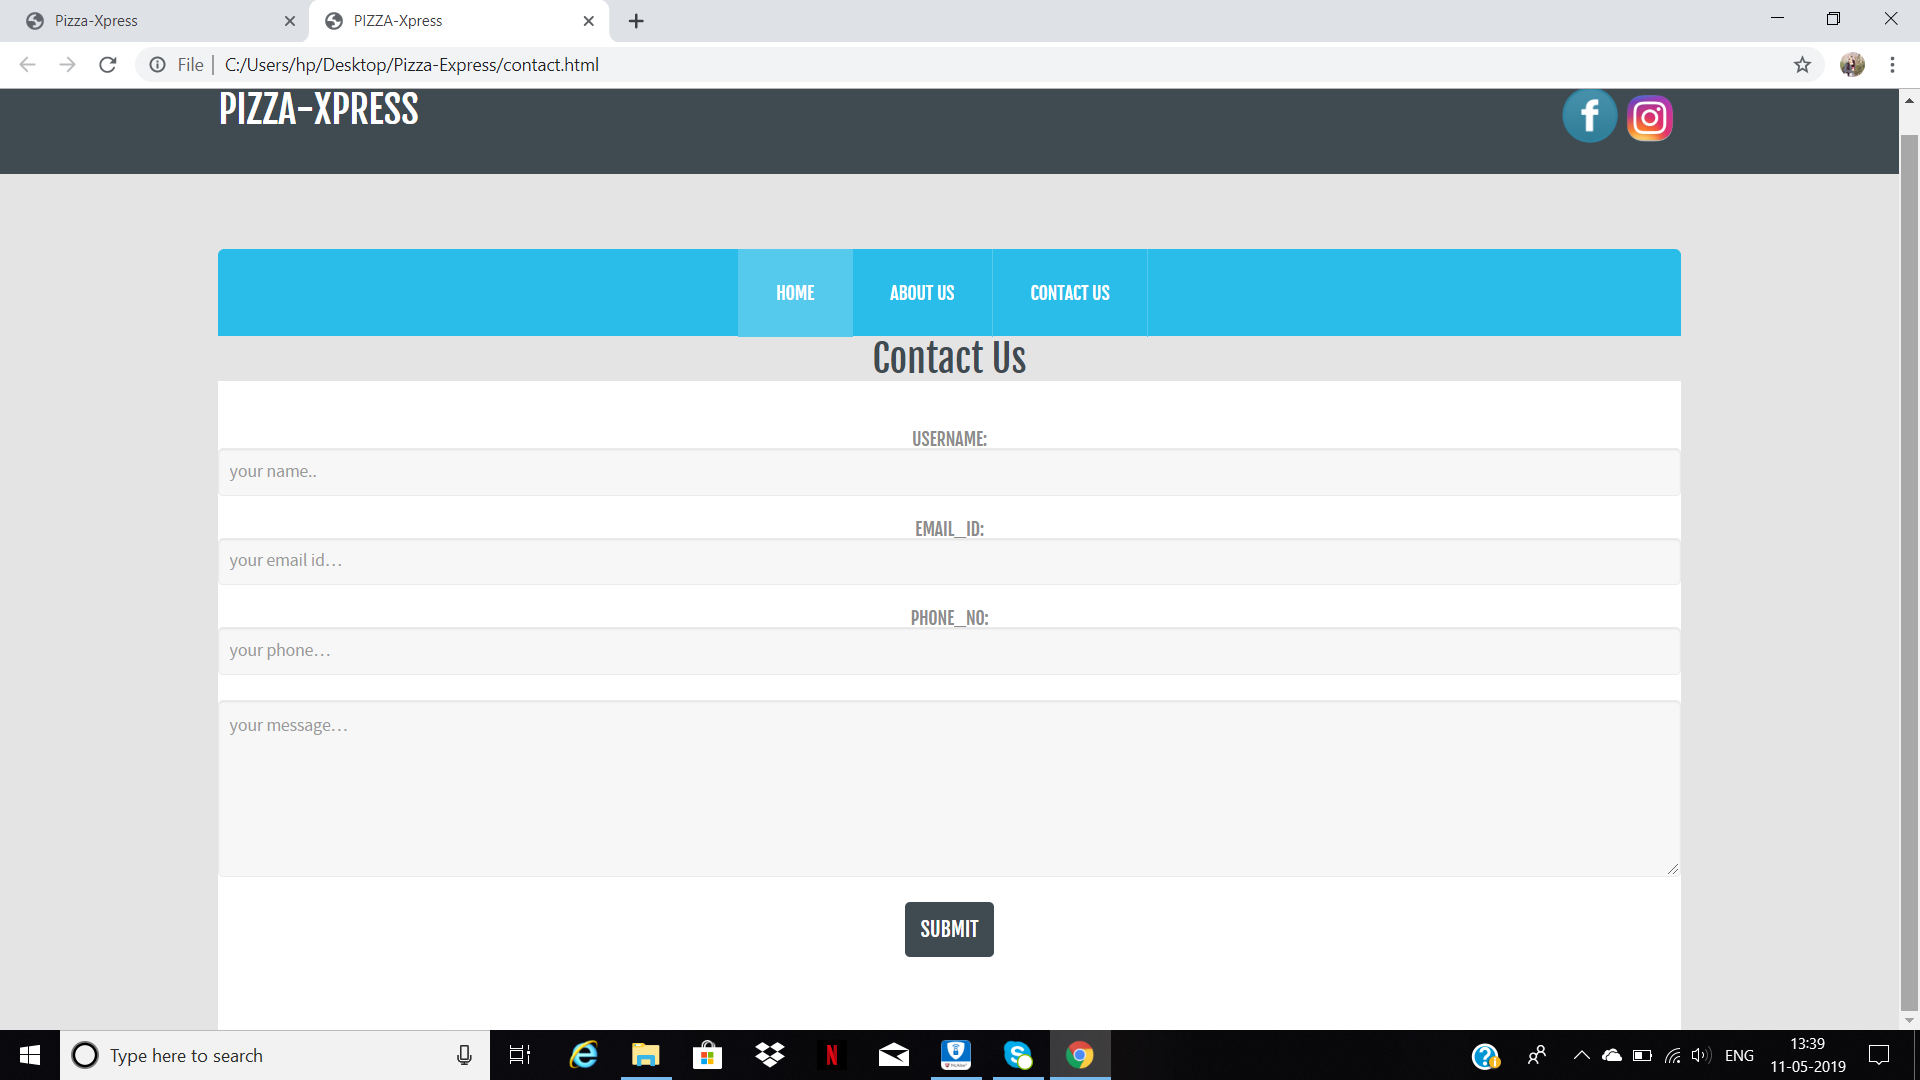 Pizza-Xpress
PIZZA-Xpress
File | C:/Users/hp/Desktop/Pizza-Express/contact.html
PIZZA-XPRESS
HOME
ABOUT US
CONTACT US
Contact Us
USERNAME:
your name..
EMAIL_ID:
your email id...
PHONE_NO:
your phone...
your message...
SUBMIT
Type here to search
ENG
13:39
11-05-2019